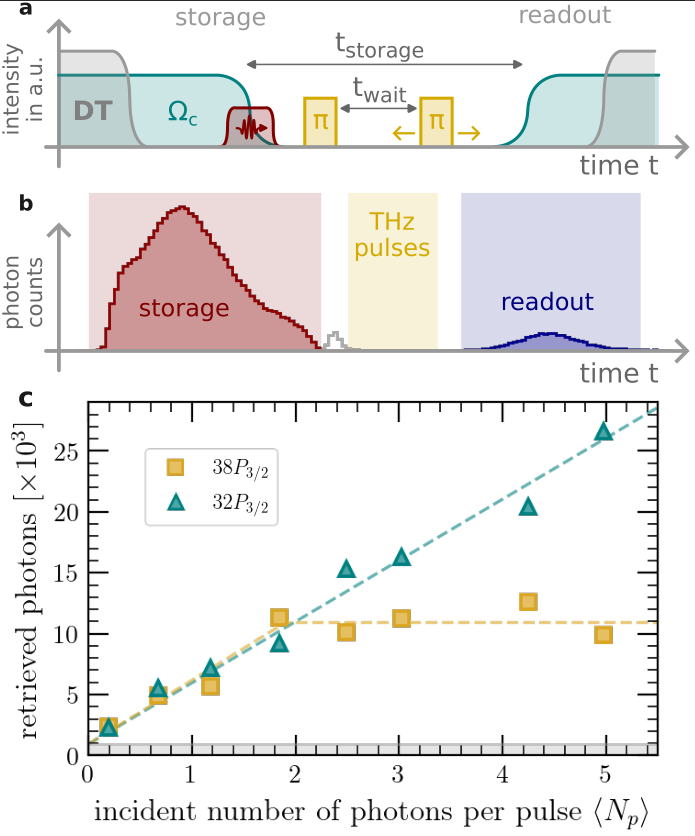 a
storage
readout
intensity
in a.u.
t_storage
t_wait
DT
Ω_c
π
π
time t
b
photon
counts
storage
THz
pulses
readout
time t
c
retrieved photons [×10³]
25
20
15
10
5
0
38P_{3/2}
32P_{3/2}
0 1 2 3 4 5
incident number of photons per pulse ⟨N_p⟩